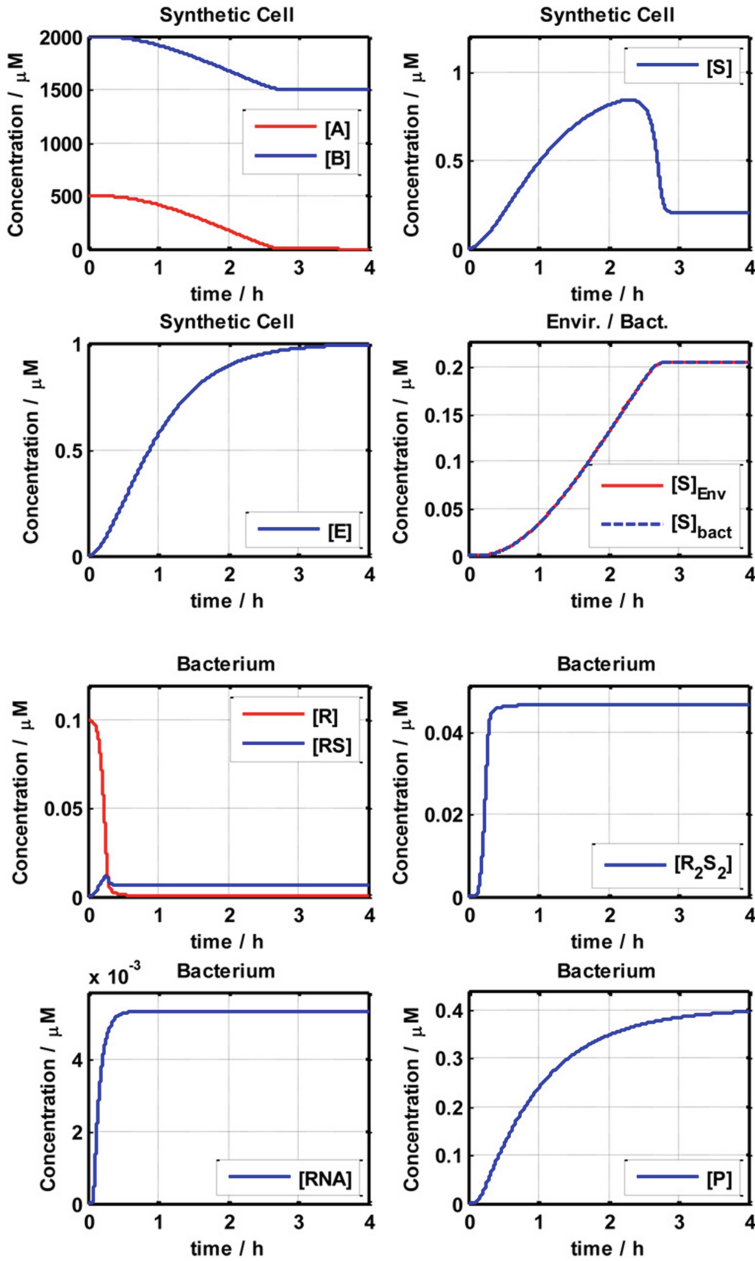 Synthetic Cell
Concentration / μM
2000
1500
1000
500
0
[A]
[B]
0 1 2 3 4
time / h
Synthetic Cell
Concentration / μM
1
0.5
0
[S]
0 1 2 3 4
time / h
Synthetic Cell
Concentration / μM
1
0.5
0
[E]
0 1 2 3 4
time / h
Envir. / Bact.
Concentration / μM
0.2
0.15
0.1
0.05
0
[S]Env
[S]bact
0 1 2 3 4
time / h
Bacterium
Concentration / μM
0.1
0.05
0
[R]
[RS]
0 1 2 3 4
time / h
Bacterium
Concentration / μM
0.04
0.02
0
[R2S2]
0 1 2 3 4
time / h
x 10-3
Bacterium
Concentration / μM
4
2
0
[RNA]
0 1 2 3 4
time / h
Bacterium
Concentration / μM
0.4
0.3
0.2
0.1
0
[P]
0 1 2 3 4
time / h